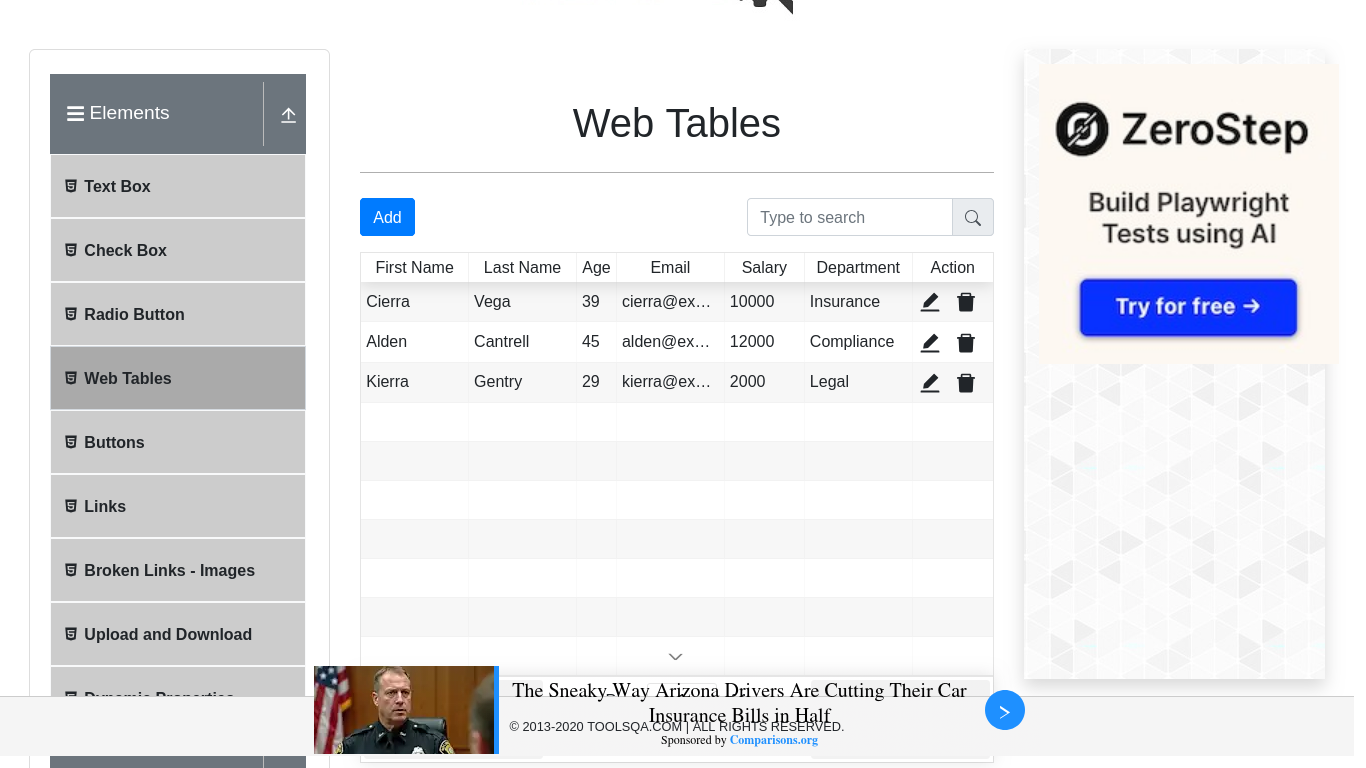 Elements
Text Box
Check Box
Radio Button
Web Tables
Buttons
Links
Broken Links - Images
Upload and Download
Dynamic Properties
Web Tables
Add
Type to search
First Name Last Name Age Email Salary Department Action
Cierra Vega 39 cierra@ex... 10000 Insurance
Alden Cantrell 45 alden@ex... 12000 Compliance
Kierra Gentry 29 kierra@ex... 2000 Legal
ZeroStep
Build Playwright
Tests using AI
Try for free →
The Sneaky Way Arizona Drivers Are Cutting Their Car
Insurance Bills in Half
© 2013-2020 TOOLSQA.COM | ALL RIGHTS RESERVED.
Sponsored by Comparisons.org